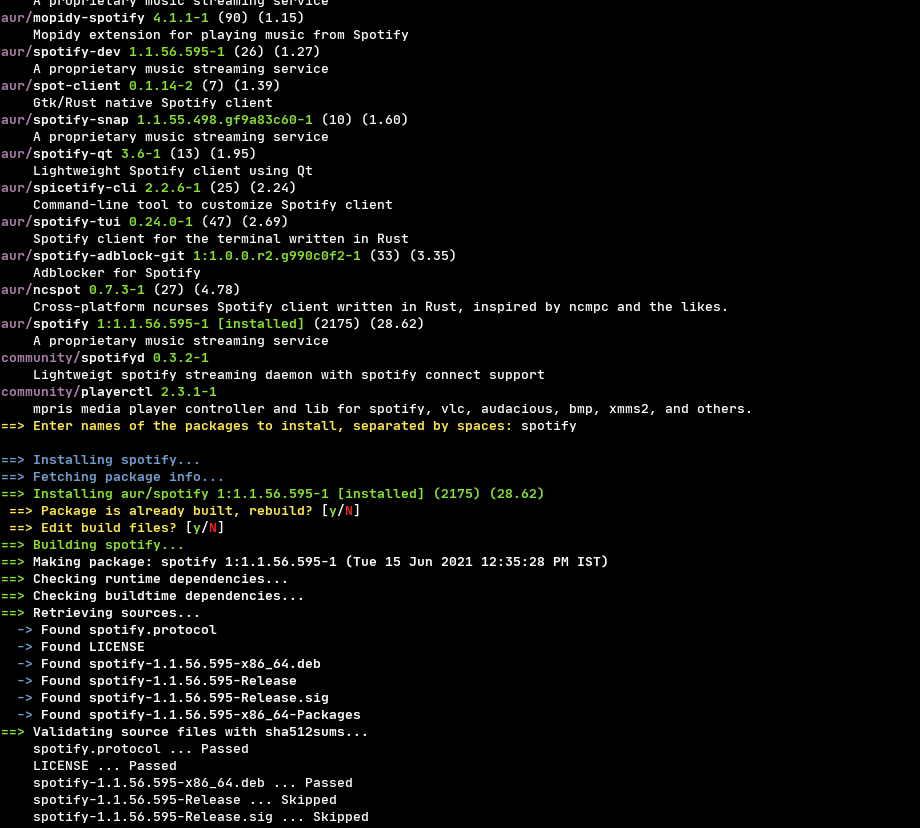 A proprietary music streaming service
aur/mopidy-spotify 4.1.1-1 (90) (1.15)
    Mopidy extension for playing music from Spotify
aur/spotify-dev 1.1.56.595-1 (26) (1.27)
    A proprietary music streaming service
aur/spot-client 0.1.14-2 (7) (1.39)
    Gtk/Rust native Spotify client
aur/spotify-snap 1.1.55.498.gf9a83c60-1 (10) (1.60)
    A proprietary music streaming service
aur/spotify-qt 3.6-1 (13) (1.95)
    Lightweight Spotify client using Qt
aur/spicetify-cli 2.2.6-1 (25) (2.24)
    Command-line tool to customize Spotify client
aur/spotify-tui 0.24.0-1 (47) (2.69)
    Spotify client for the terminal written in Rust
aur/spotify-adblock-git 1:1.0.0.r2.g990c0f2-1 (33) (3.35)
    Adblocker for Spotify
aur/ncspot 0.7.3-1 (27) (4.78)
    Cross-platform ncurses Spotify client written in Rust, inspired by ncmpc and the likes.
aur/spotify 1:1.1.56.595-1 [installed] (2175) (28.62)
    A proprietary music streaming service
community/spotifyd 0.3.2-1
    Lightweigt spotify streaming daemon with spotify connect support
community/playerctl 2.3.1-1
    mpris media player controller and lib for spotify, vlc, audacious, bmp, xmms2, and others.
==> Enter names of the packages to install, separated by spaces: spotify
==> Installing spotify...
==> Fetching package info...
==> Installing aur/spotify 1:1.1.56.595-1 [installed] (2175) (28.62)
 ==> Package is already built, rebuild? [y/N]
 ==> Edit build files? [y/N]
==> Building spotify...
==> Making package: spotify 1:1.1.56.595-1 (Tue 15 Jun 2021 12:35:28 PM IST)
==> Checking runtime dependencies...
==> Checking buildtime dependencies...
==> Retrieving sources...
  -> Found spotify.protocol
  -> Found LICENSE
  -> Found spotify-1.1.56.595-x86_64.deb
  -> Found spotify-1.1.56.595-Release
  -> Found spotify-1.1.56.595-Release.sig
  -> Found spotify-1.1.56.595-x86_64-Packages
==> Validating source files with sha512sums...
    spotify.protocol ... Passed
    LICENSE ... Passed
    spotify-1.1.56.595-x86_64.deb ... Passed
    spotify-1.1.56.595-Release ... Skipped
    spotify-1.1.56.595-Release.sig ... Skipped